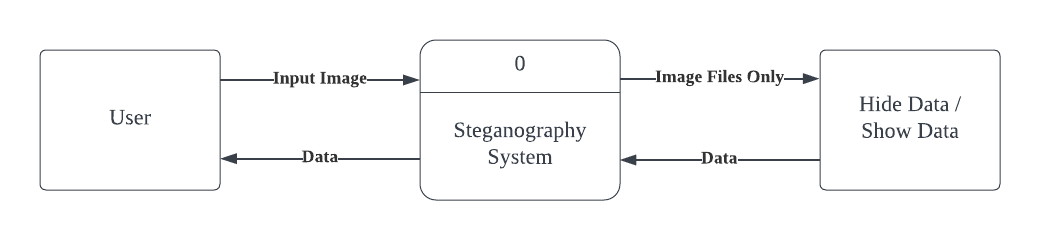 0
Input Image
Image Files Only
User
Steganography
System
Hide Data /
Show Data
Data
Data